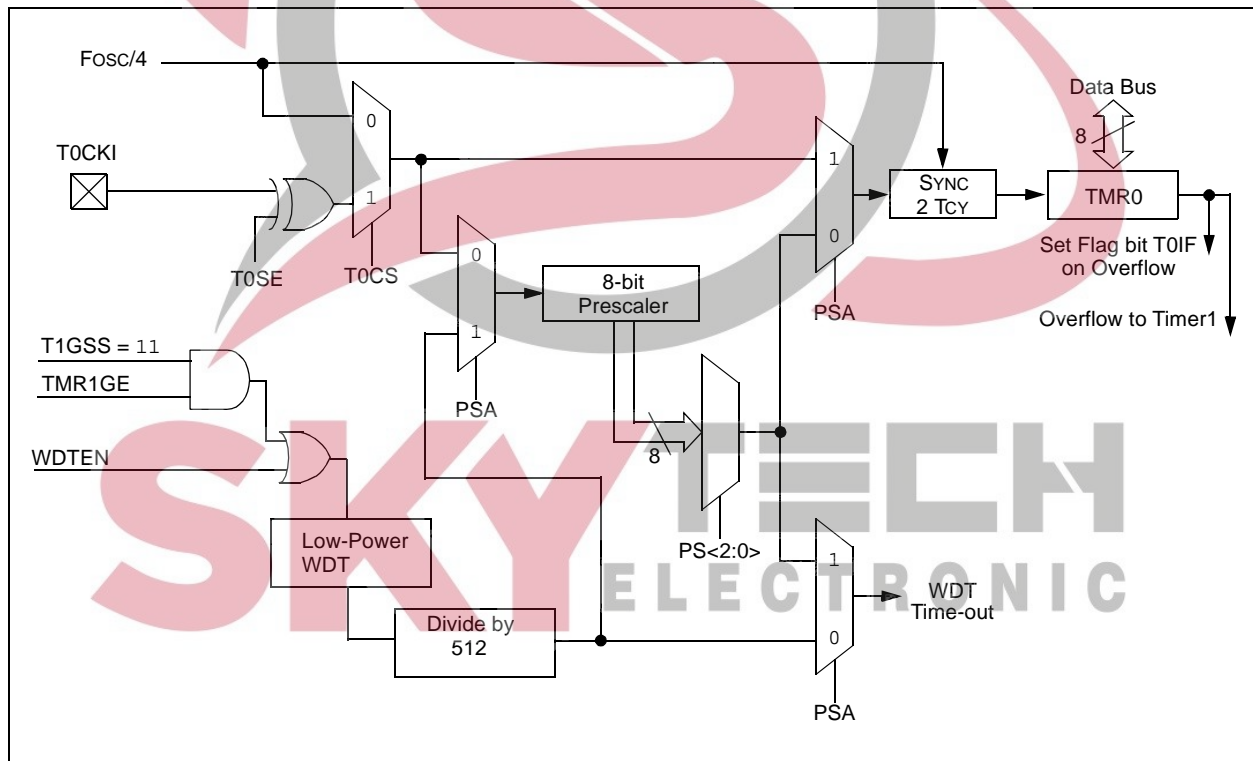 FOSC/4
Data Bus
8
T0CKI
0
1
1
0
SYNC
2 TCY
TMR0
T0SE
T0CS
0
1
8-bit
Prescaler
PSA
Set Flag bit T0IF
on Overflow
Overflow to Timer1
T1GSS = 11
TMR1GE
PSA
WDTEN
8
PS<2:0>
Low-Power
WDT
Divide by
512
1
0
WDT
Time-out
PSA
SKY TECH
ELECTRONIC